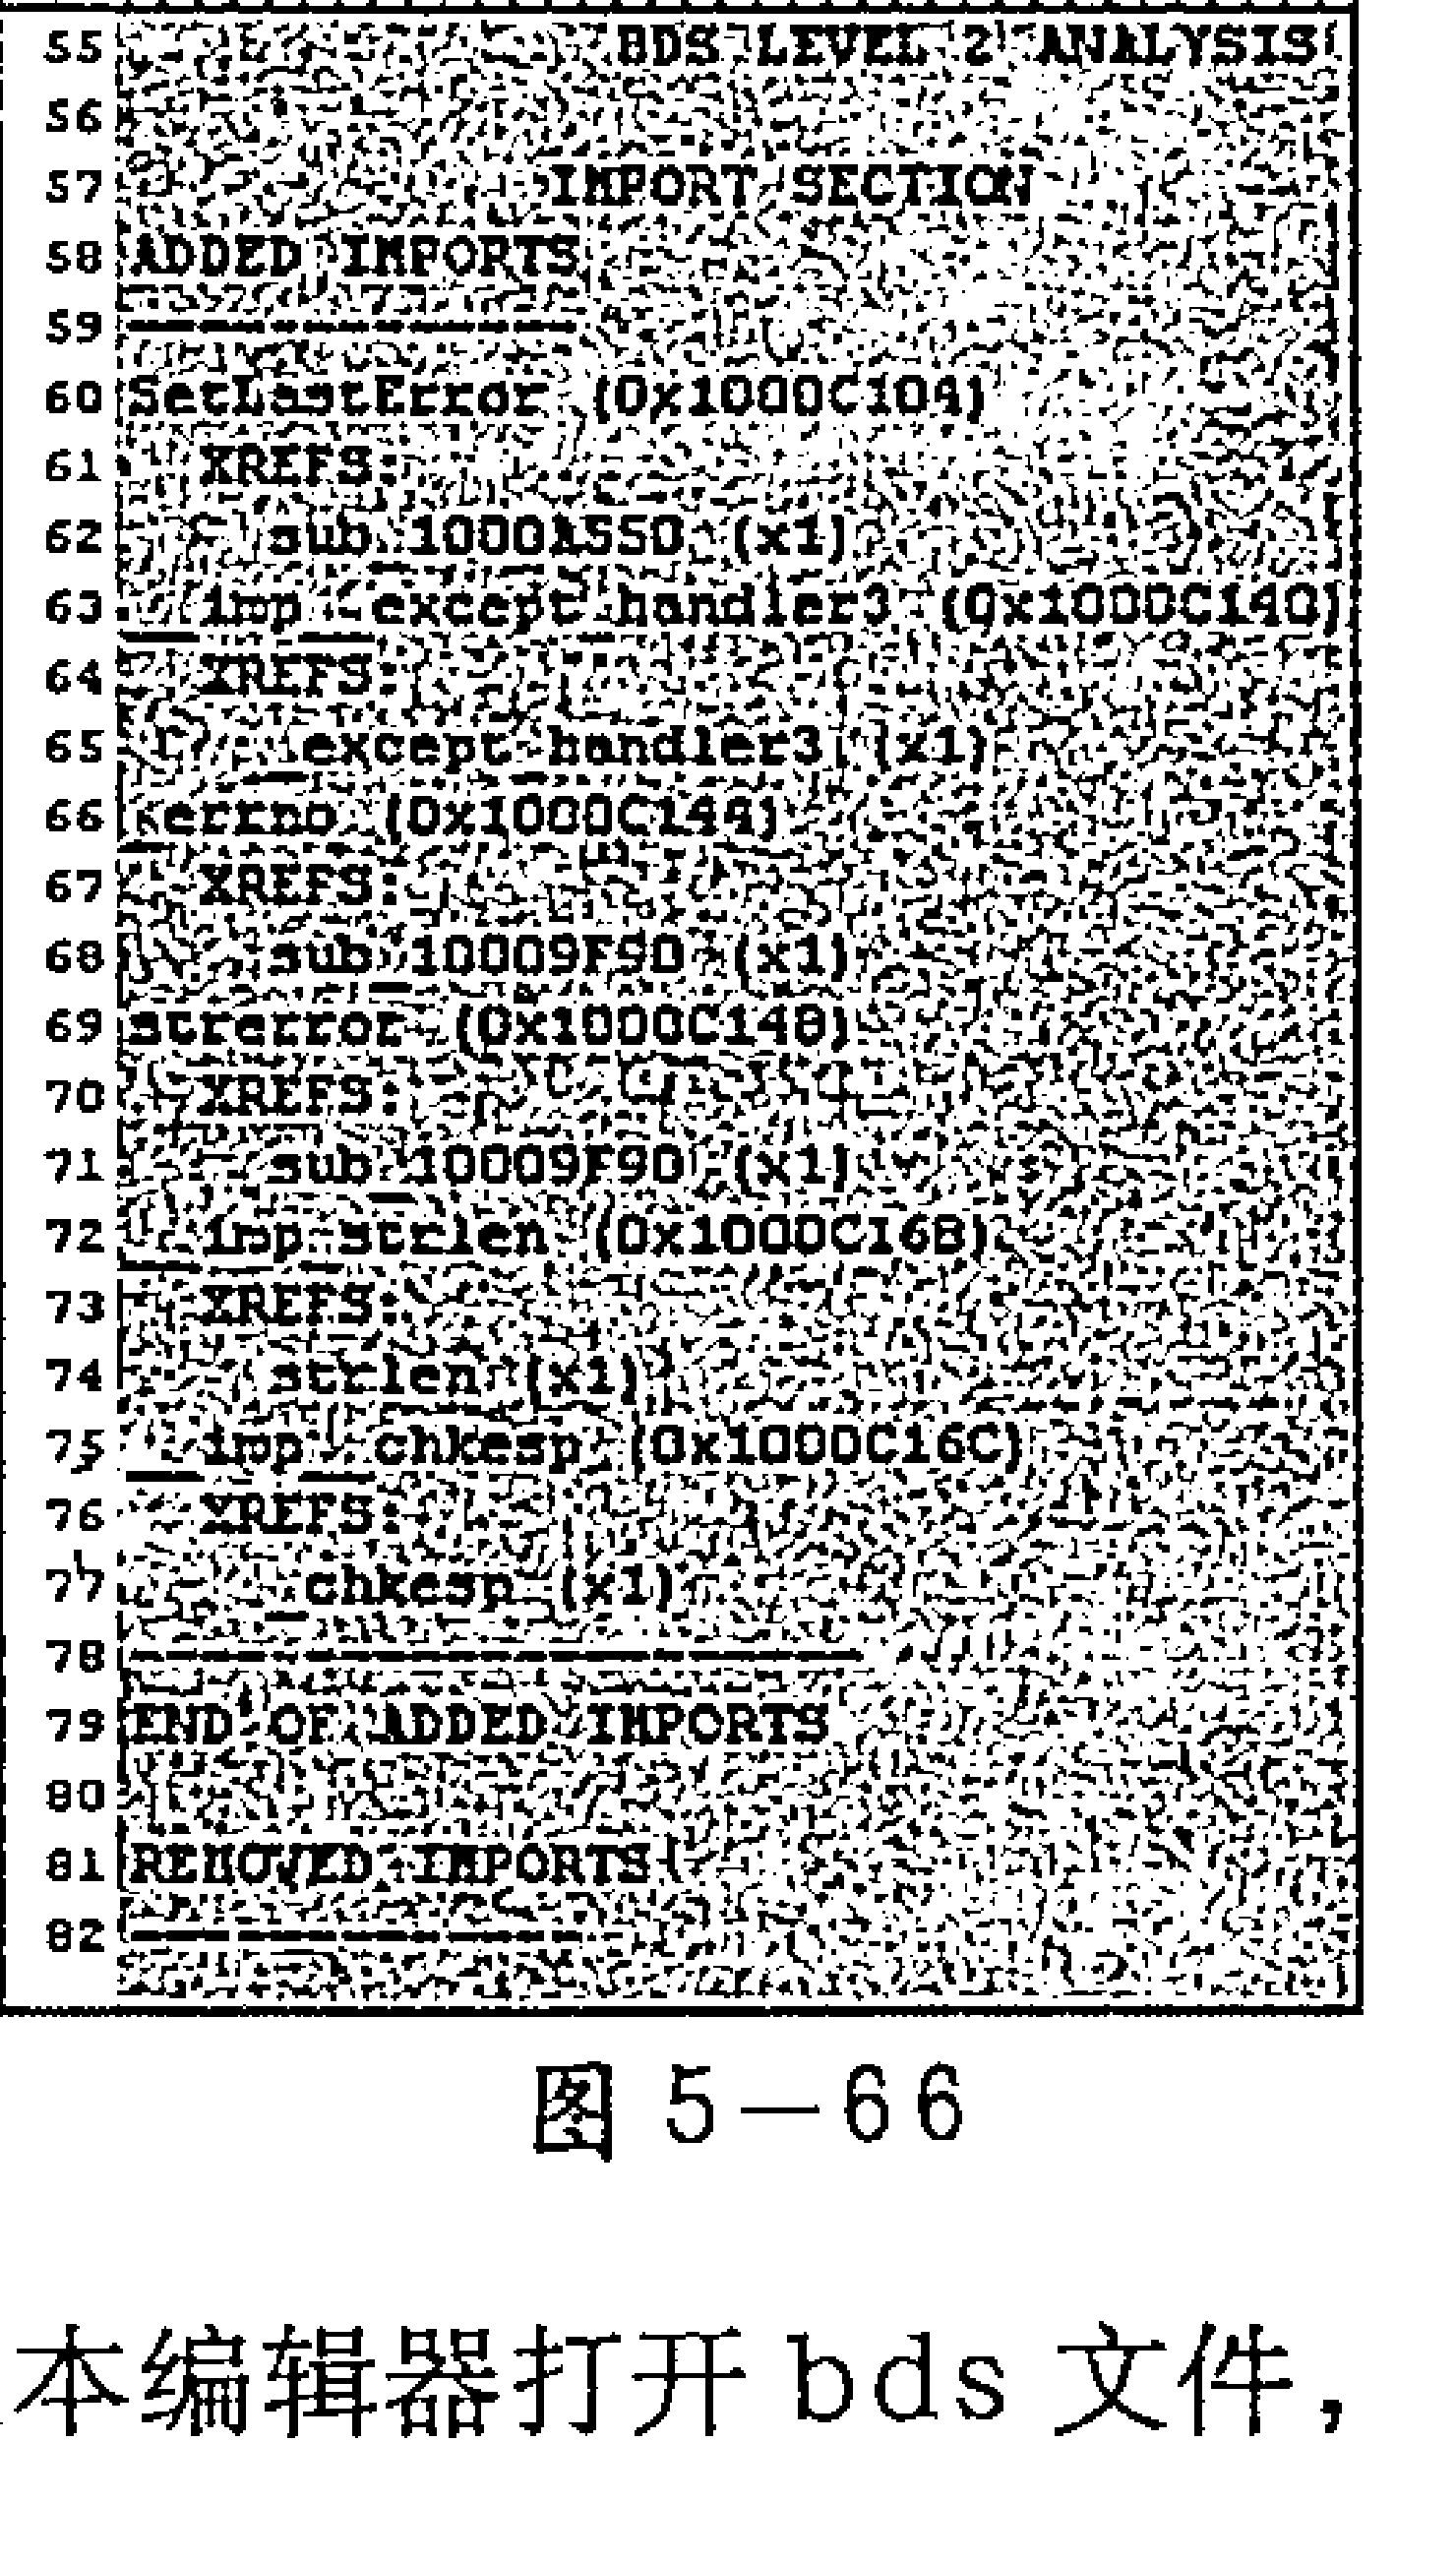 55 BDS LEVEL 2 ANALYSIS
56
57 IMPORT SECTION
58 ADDED IMPORTS
59 -------------
60 SetLastError (0x1000C104)
61 XREFS:
62 sub_1000A550 (x1)
63 __imp__except_handler3 (0x1000C140)
64 XREFS:
65 __except_handler3 (x1)
66 _errno (0x1000C144)
67 XREFS:
68 sub_10009F90 (x1)
69 strerror (0x1000C148)
70 XREFS:
71 sub_10009F90 (x1)
72 __imp_strlen (0x1000C168)
73 XREFS:
74 strlen (x1)
75 __imp__chkesp (0x1000C16C)
76 XREFS:
77 _chkesp (x1)
78 ---------------------
79 END OF ADDED IMPORTS
80
81 REMOVED IMPORTS
82 -------------
图 5—66
本编辑器打开 bds 文件，